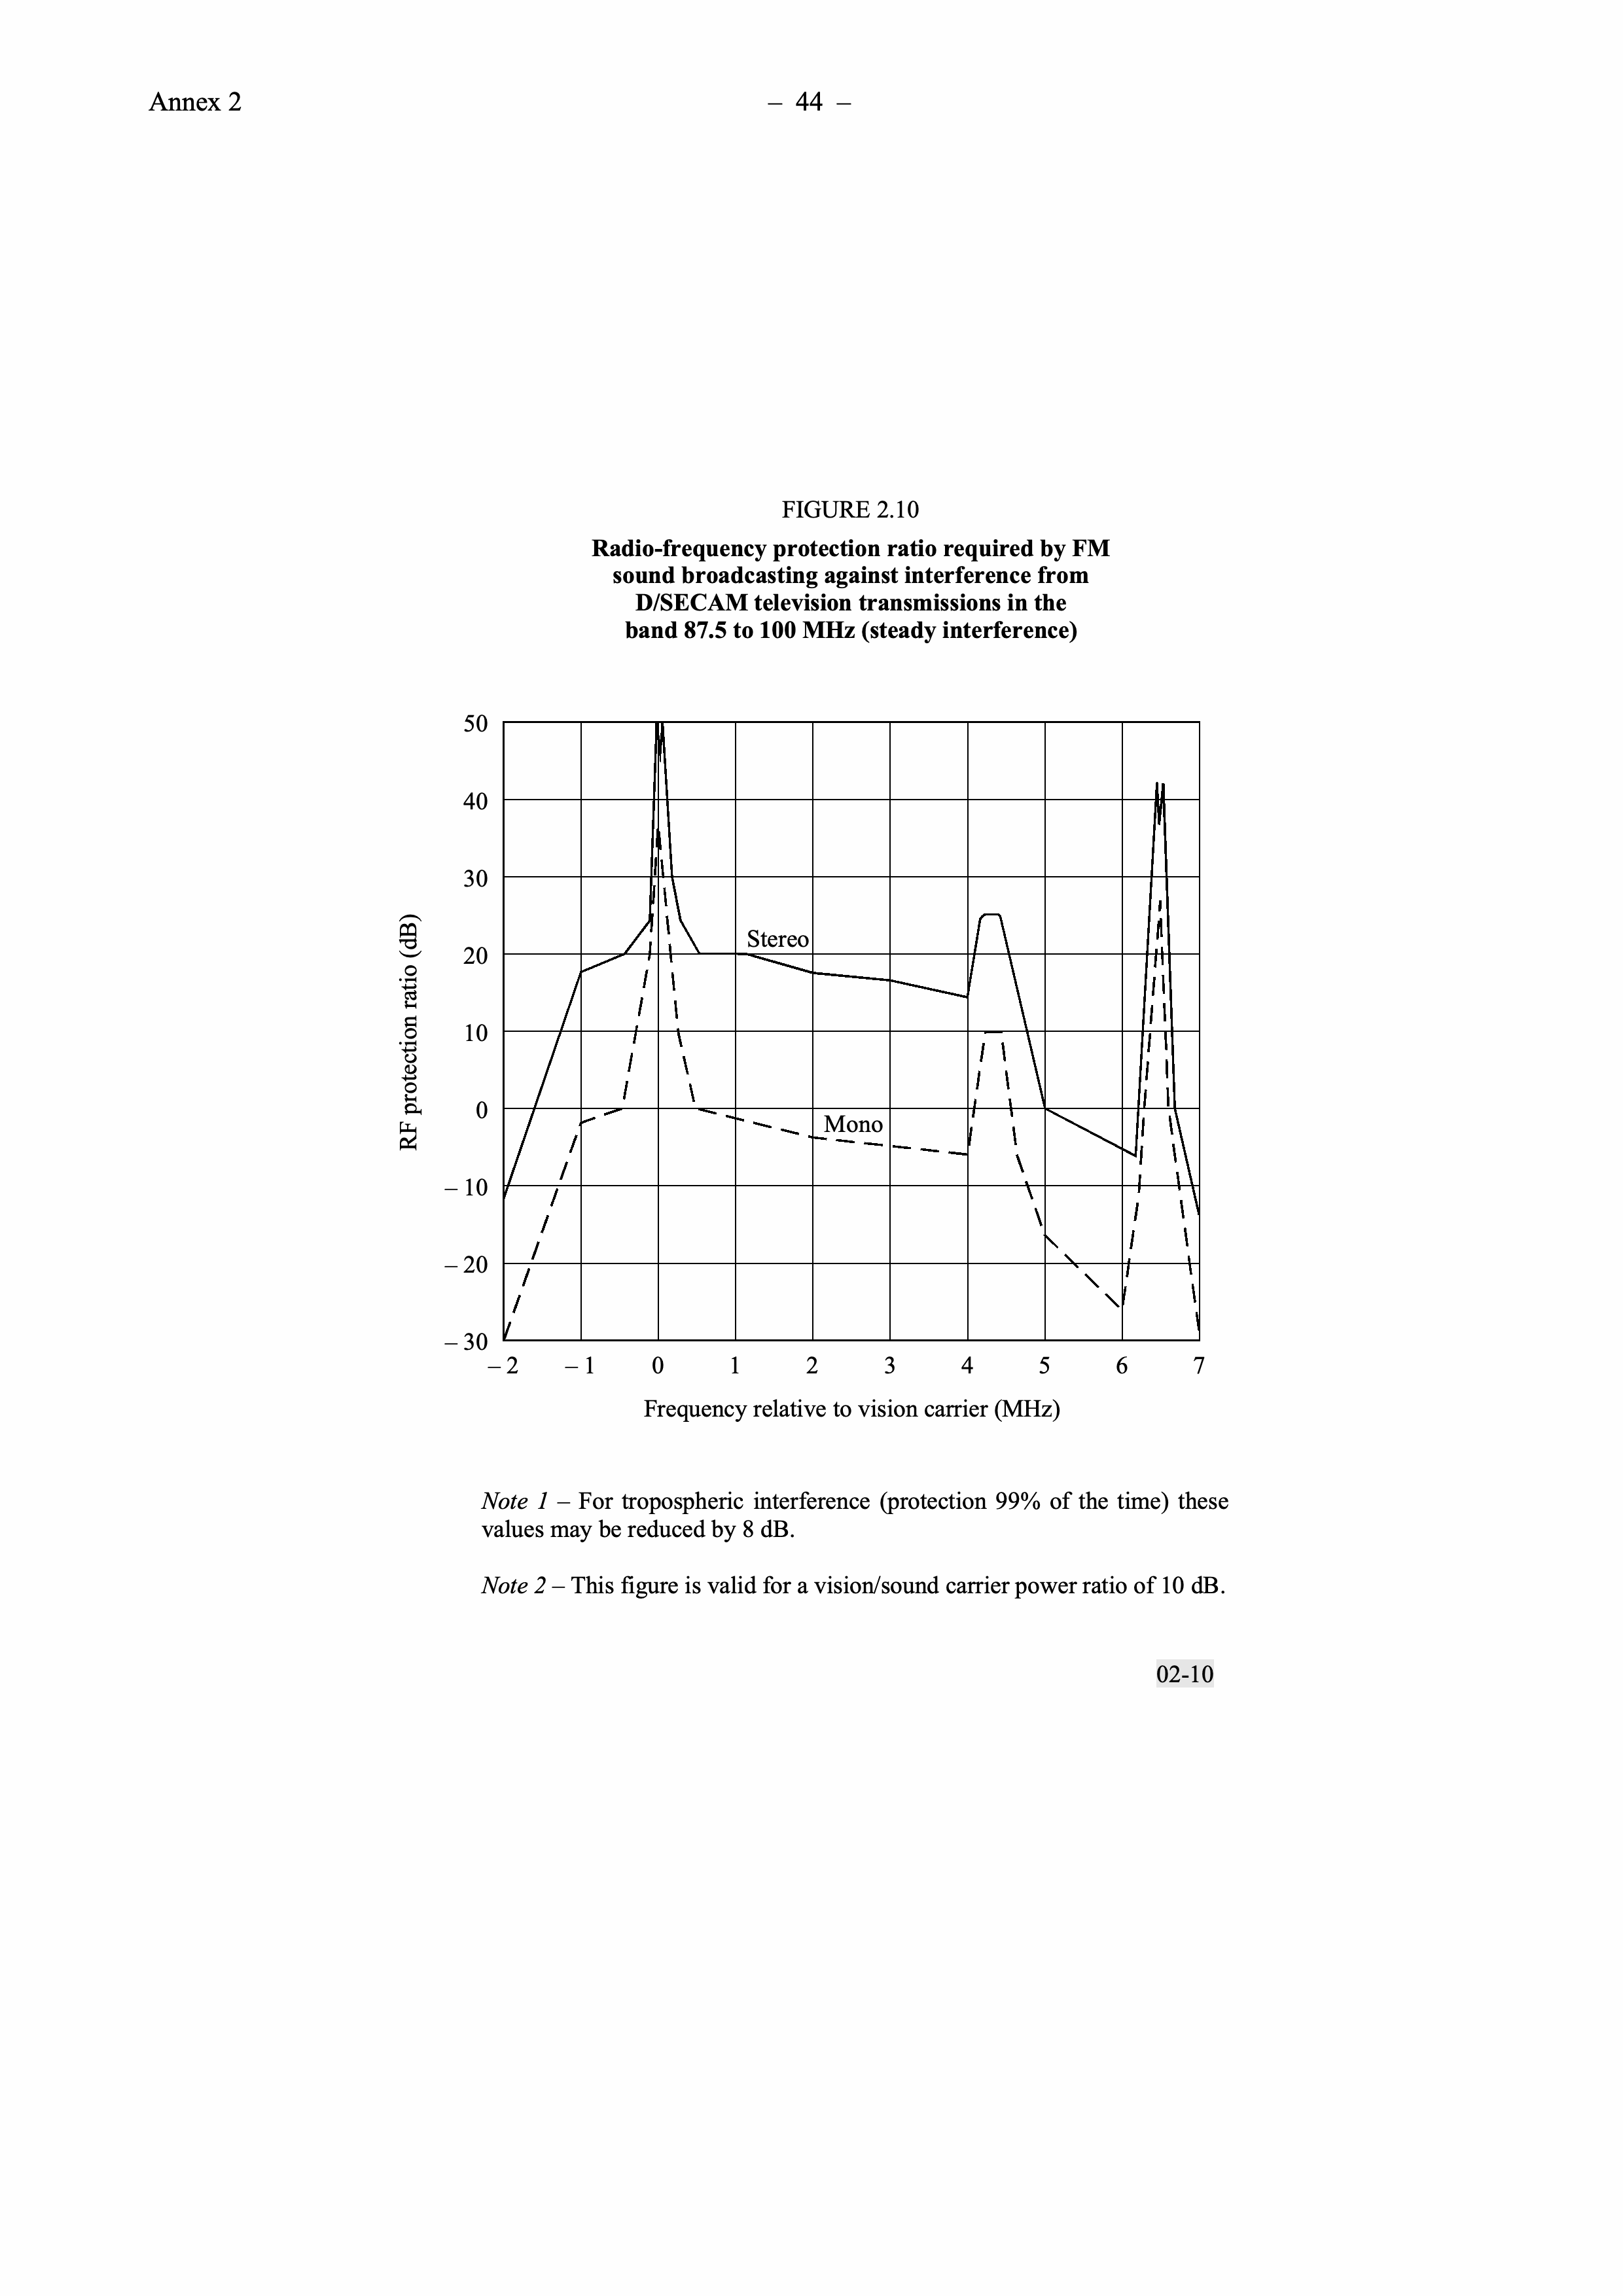 Annex 2
– 44 –
FIGURE 2.10
Radio-frequency protection ratio required by FM
sound broadcasting against interference from
D/SECAM television transmissions in the
band 87.5 to 100 MHz (steady interference)
50
40
30
20
10
0
– 10
– 20
– 30
RF protection ratio (dB)
Stereo
Mono
– 2 – 1 0 1 2 3 4 5 6 7
Frequency relative to vision carrier (MHz)
Note 1 – For tropospheric interference (protection 99% of the time) these
values may be reduced by 8 dB.
Note 2 – This figure is valid for a vision/sound carrier power ratio of 10 dB.
02-10